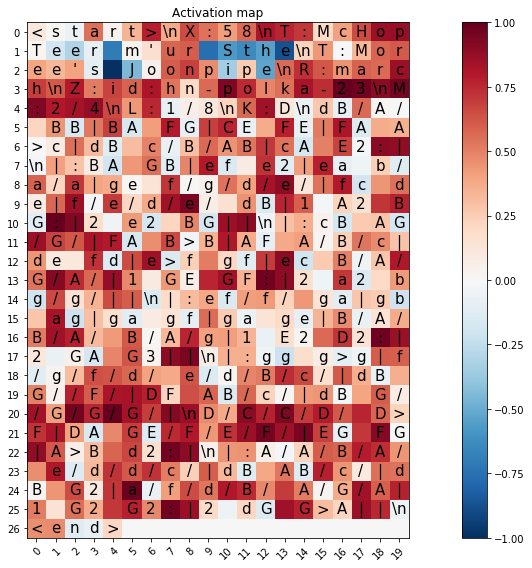 Activation map
0 < s t a r t > \n X : 5 8 \n T : M c H o p
1 T e e r m ' u r S t h e \n T : M o r
2 e e ' s J o o n p i p e \n R : m a r c
3 h \n Z : i d : h n - p o l k a - 2 3 \n M
4 : 2 / 4 \n L : 1 / 8 \n K : D \n d B / A /
5 B B | B A F G | C E F E | F A A
6 > c | d B c / B / A B | c A E 2 : |
7 \n | : B A G B | e f e 2 | e a b /
8 a / a | g e f / g / d / e / | f c d
9 e | f / e / d / e / d B | 1 A 2 B
10 G : | 2 e 2 B G | | \n | : c B A G
11 / G / | F A B > B | A F A / B / c |
12 d e f d | e > f g f | e c B / A /
13 G / A / | 1 G E G F : | 2 a 2 b
14 g / g / | | \n | : e f / f / g a | g b
15 a g | g a g f | g a g e | B / A /
16 B / A / B / A / g | 1 E 2 D 2 : |
17 2 G A G 3 | | \n | : g g g > g | f
18 / g / f / d / e / d / B / c / | d B
19 G / / F / | D F A B / c / | d B G /
20 / G / G / G / | \n D / C / C / D / D >
21 F | D A G E / F / E / F / | E G F G
22 | A > B d 2 : | \n | : A / A / B / A /
23 e / d / d / c / | d B A B / c / | d
24 B G 2 | a / f / d / B / A / G / A |
25 1 G 2 G 2 : | 2 d G G > A | | \n
26 < e n d >
0 1 2 3 4 5 6 7 8 9 10 11 12 13 14 15 16 17 18 19
1.00
0.75
0.50
0.25
0.00
−0.25
−0.50
−0.75
−1.00